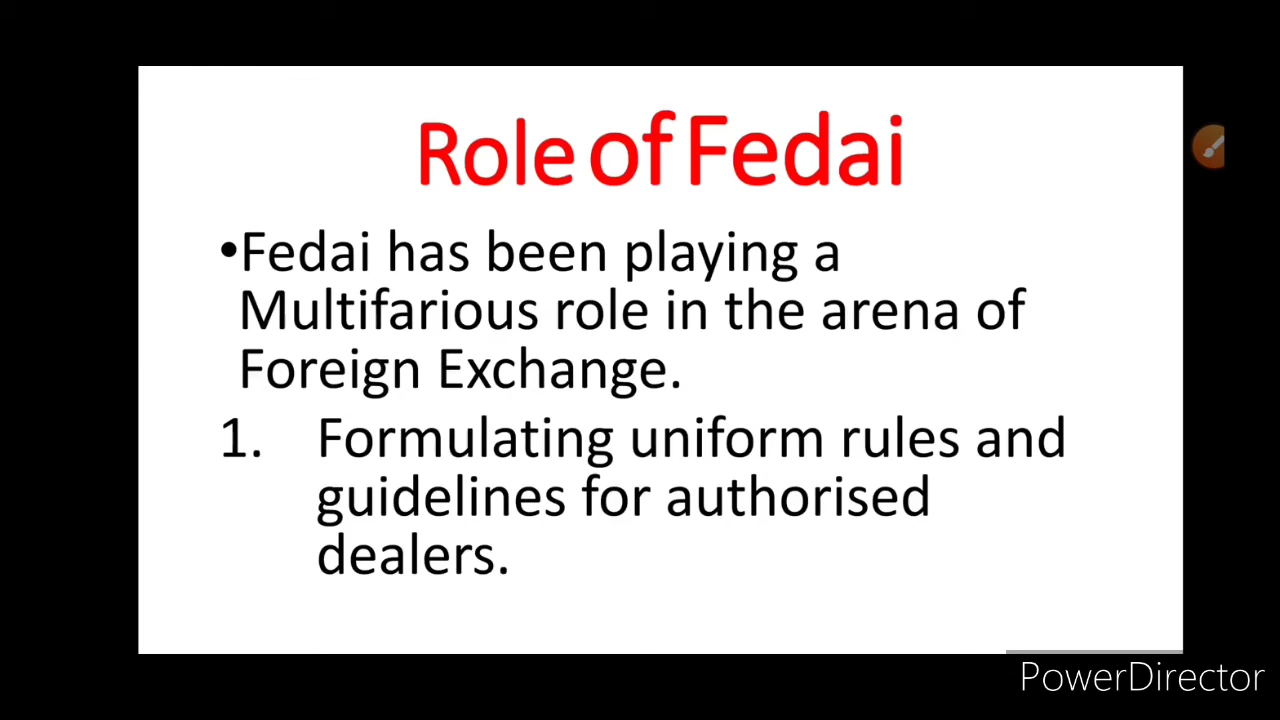 Role of Fedai
•Fedai has been playing a
Multifarious role in the arena of
Foreign Exchange.
1. Formulating uniform rules and
guidelines for authorised
dealers.
PowerDirector